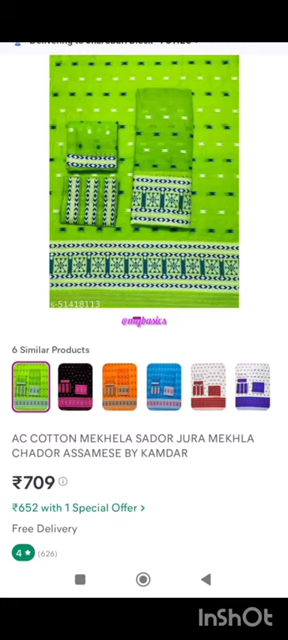 s-51418113
@mybasics
6 Similar Products
AC COTTON MEKHELA SADOR JURA MEKHLA
CHADOR ASSAMESE BY KAMDAR
₹709
₹652 with 1 Special Offer >
Free Delivery
4 ★ (626)
InShOt